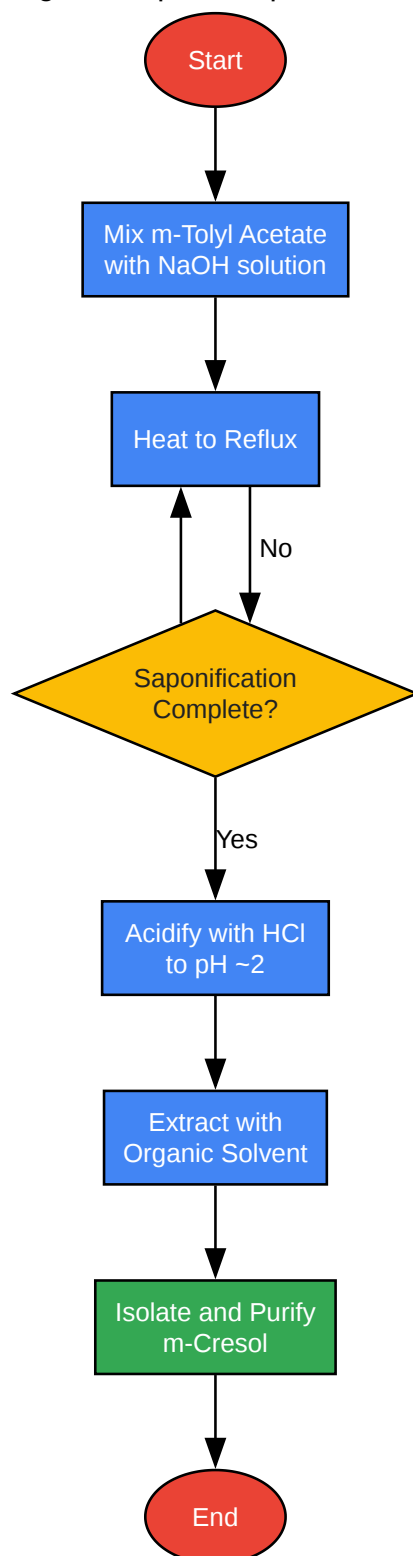 Start
Mix m-Tolyl Acetate
with NaOH solution
Heat to Reflux
No
Saponification
Complete?
Yes
Acidify with HCl
to pH ~2
Extract with
Organic Solvent
Isolate and Purify
m-Cresol
End